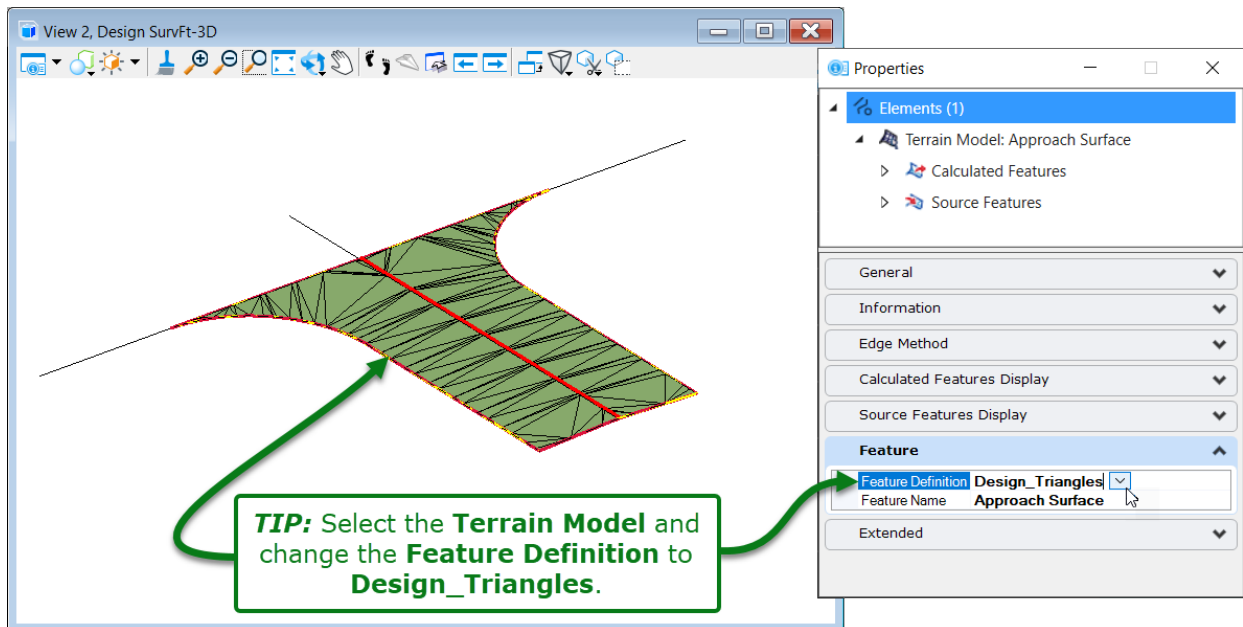 View 2, Design SurvFt-3D
Properties
Elements (1)
Terrain Model: Approach Surface
Calculated Features
Source Features
General
Information
Edge Method
Calculated Features Display
Source Features Display
Feature
Feature Definition Design_Triangles
Feature Name Approach Surface
Extended
TIP: Select the Terrain Model and
change the Feature Definition to
Design_Triangles.